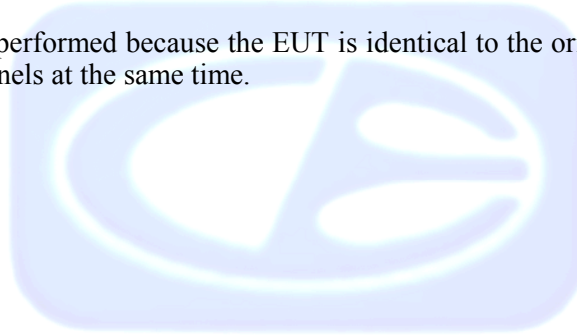 performed because the EUT is identical to the or
nels at the same time.